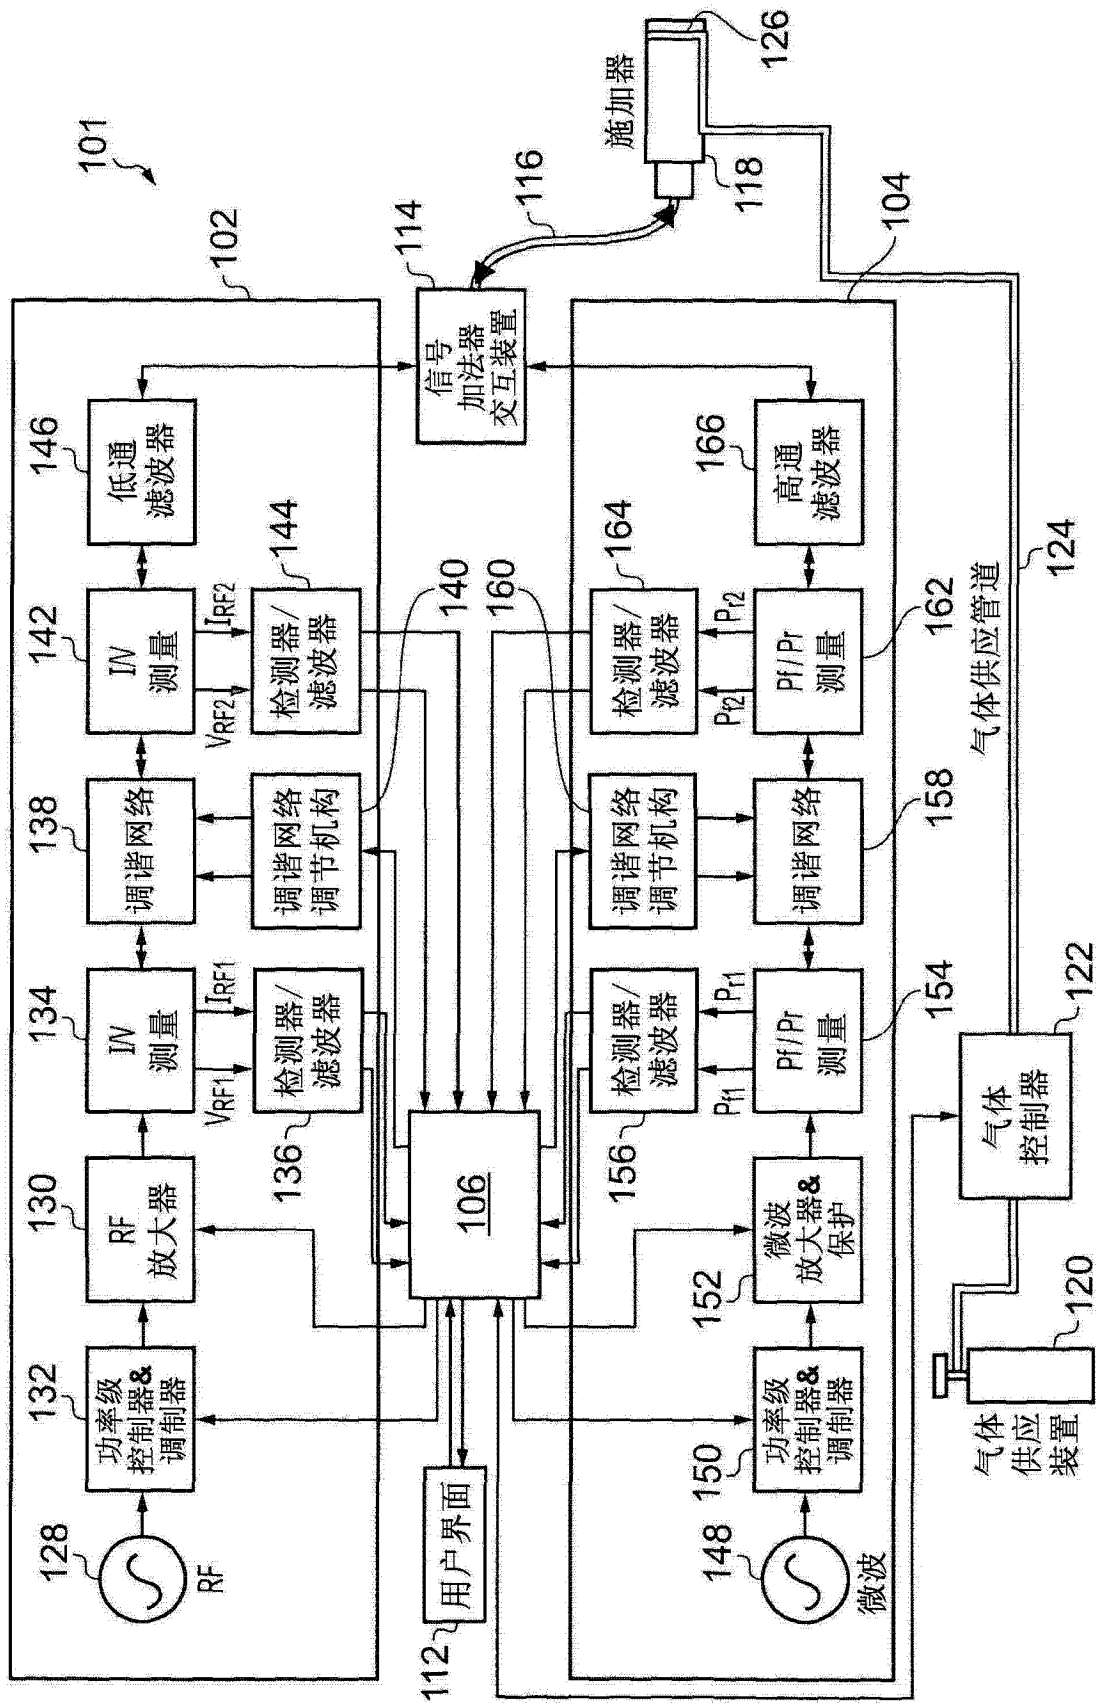 101
102
128
RF
132
功率级
控制器&
调制器
130
RF
放大器
134
I/V
测量
VRF1
IRF1
136
检测器/
滤波器
138
调谐网络
调谐网络
调节机构
140
142
I/V
测量
VRF2
IRF2
144
检测器/
滤波器
146
低通
滤波器
112
用户界面
106
114
信号
加法器
交互装置
116
施加器
118
126
104
148
微波
150
功率级
控制器&
调制器
152
微波
放大器&
保护
154
Pf/Pr
测量
Pf1
Pr1
156
检测器/
滤波器
158
调谐网络
160
调谐网络
调节机构
162
Pf/Pr
测量
Pf2
Pr2
164
检测器/
滤波器
166
高通
滤波器
120
气体
供应
装置
122
气体
控制器
气体供应管道
124